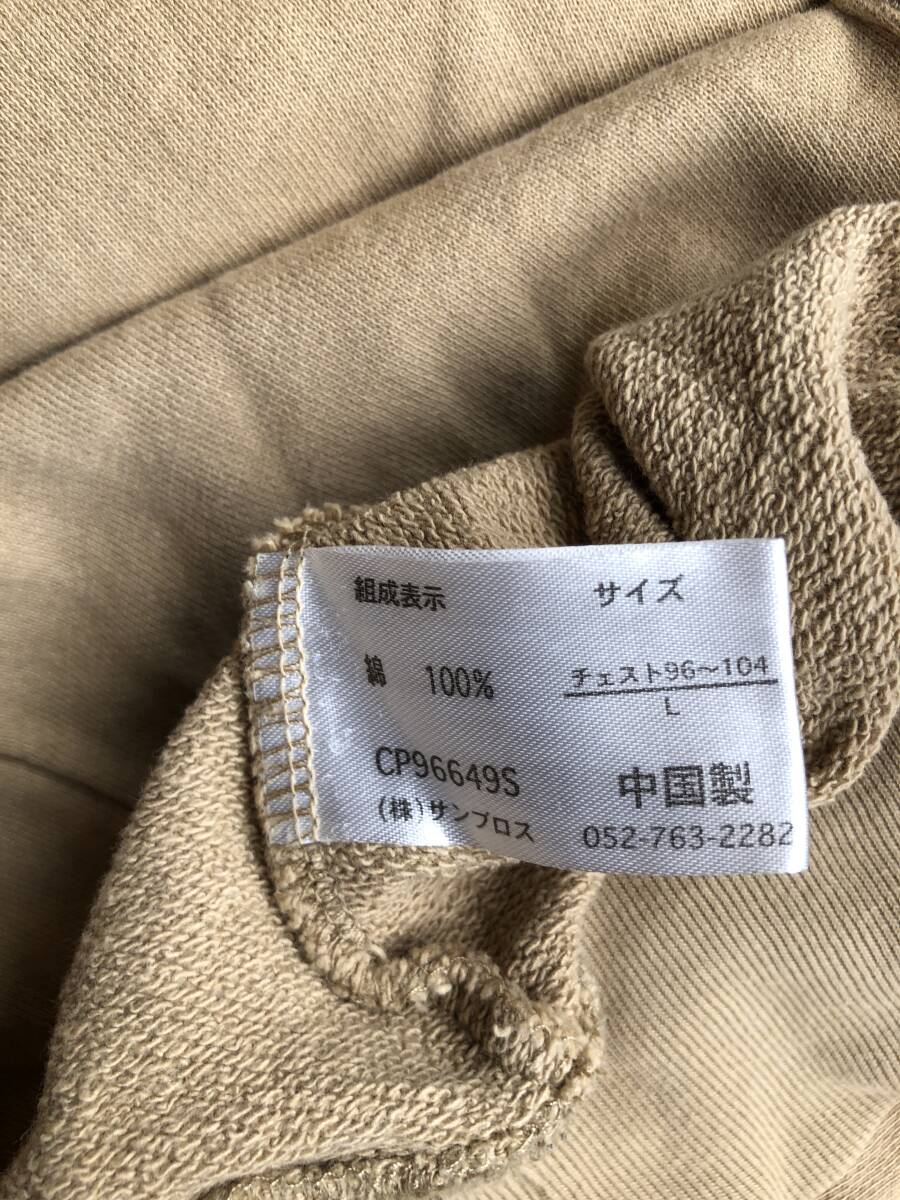 組成表示
綿 100%
CP96649S
(株)サンプロス
サイズ
チェスト96～104
L
中国製
052-763-2282